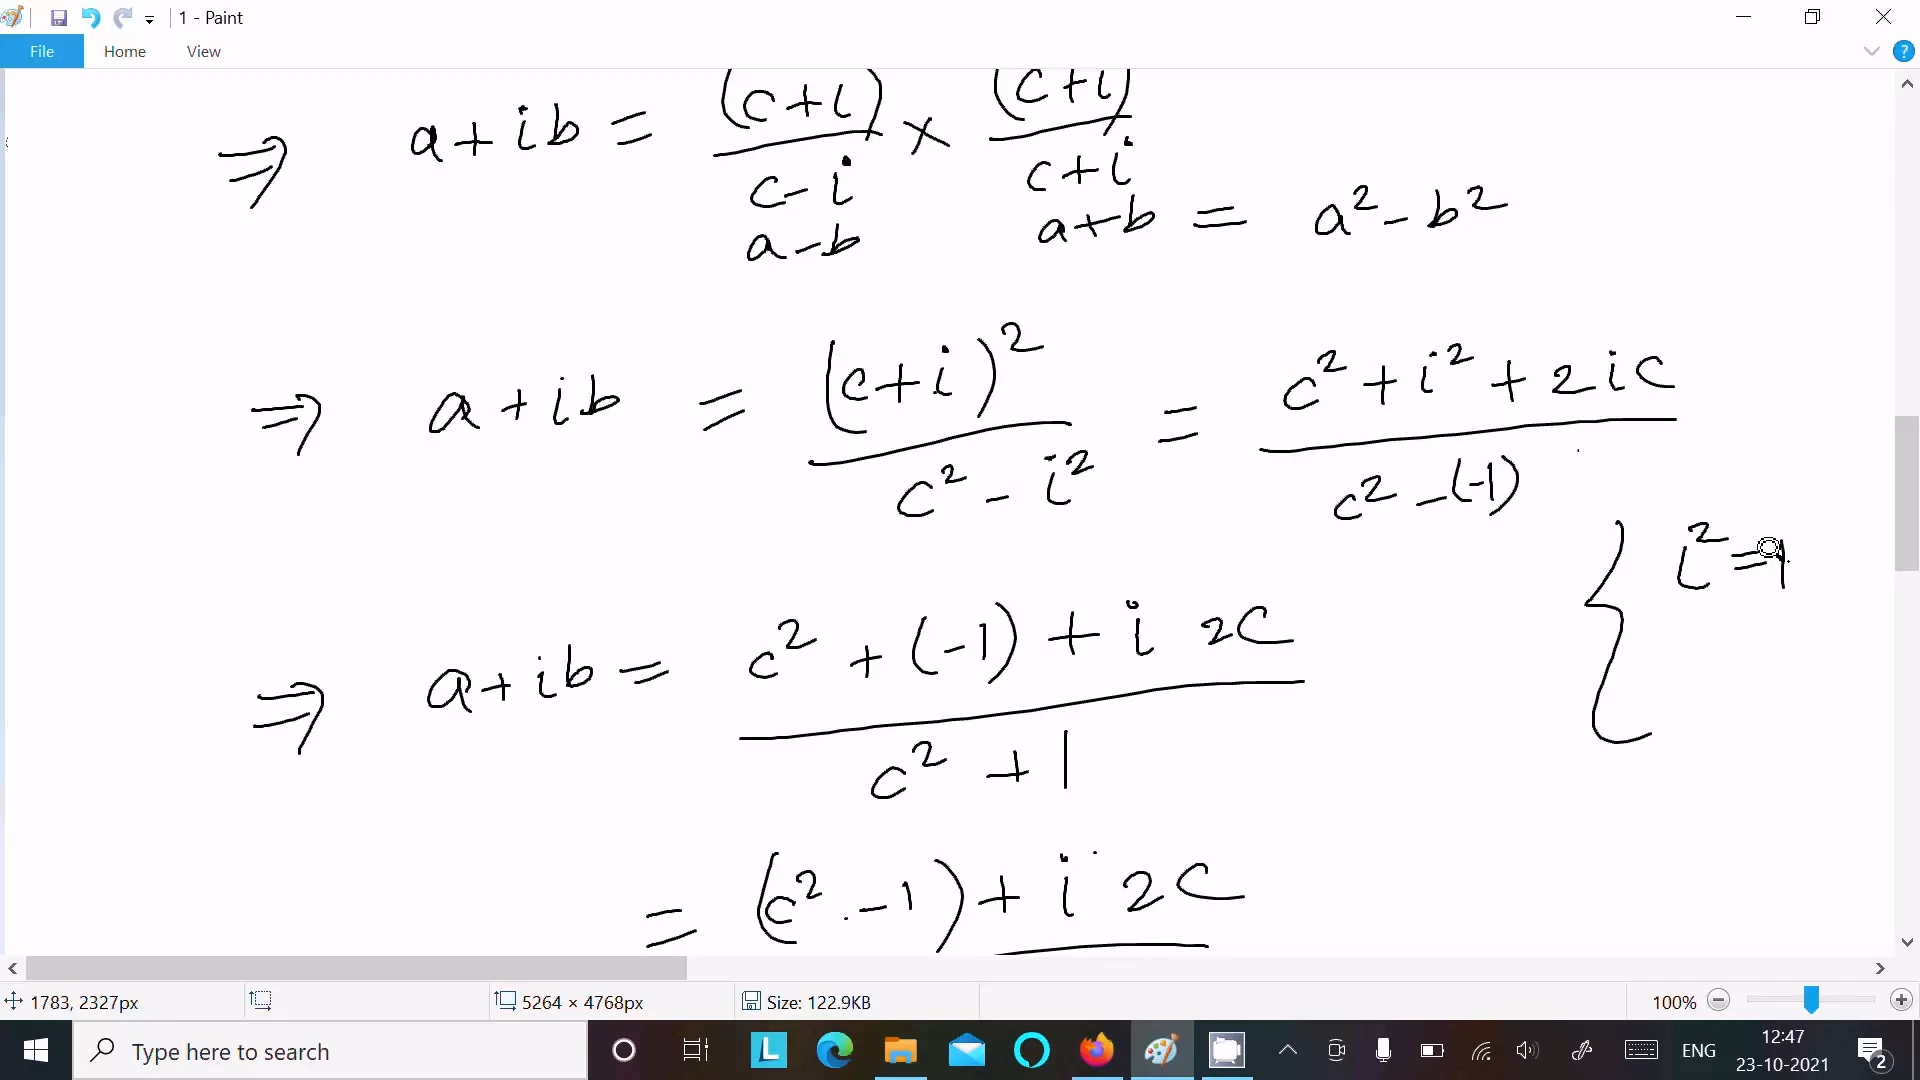 1 - Paint
File Home View
⇒ a + ib = (c+i)/(c-i) × (c+i)/(c+i)
a-b a+b = a² - b²
⇒ a + ib = (c+i)²/(c² - i²) = (c² + i² + 2ic)/(c² - (-1))
{ i² = -1
⇒ a + ib = (c² + (-1) + i 2c)/(c² + 1)
= (c² - 1) + i 2c
1783, 2327px 5264 × 4768px Size: 122.9KB 100%
Type here to search L ENG 12:47
23-10-2021 2